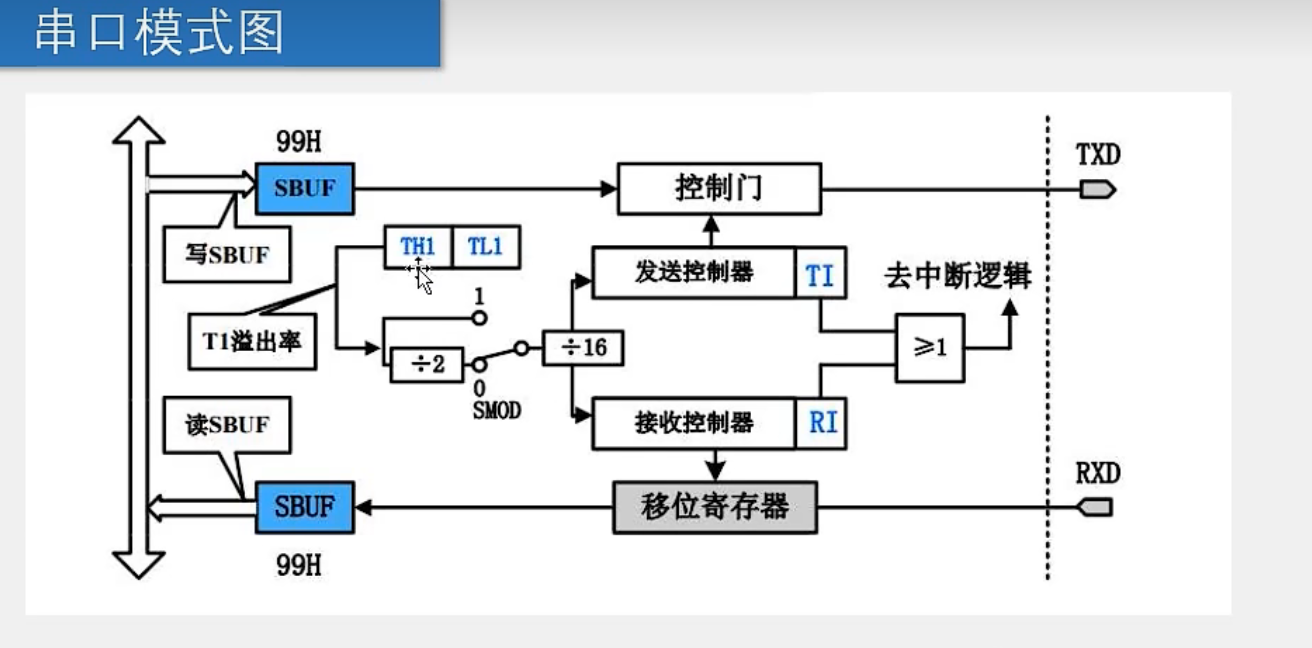 串口模式图
99H
TXD
SBUF
控制门
写SBUF
TH1
TL1
发送控制器
TI
去中断逻辑
1
T1溢出率
÷2
÷16
≥1
0
SMOD
读SBUF
接收控制器
RI
RXD
SBUF
移位寄存器
99H